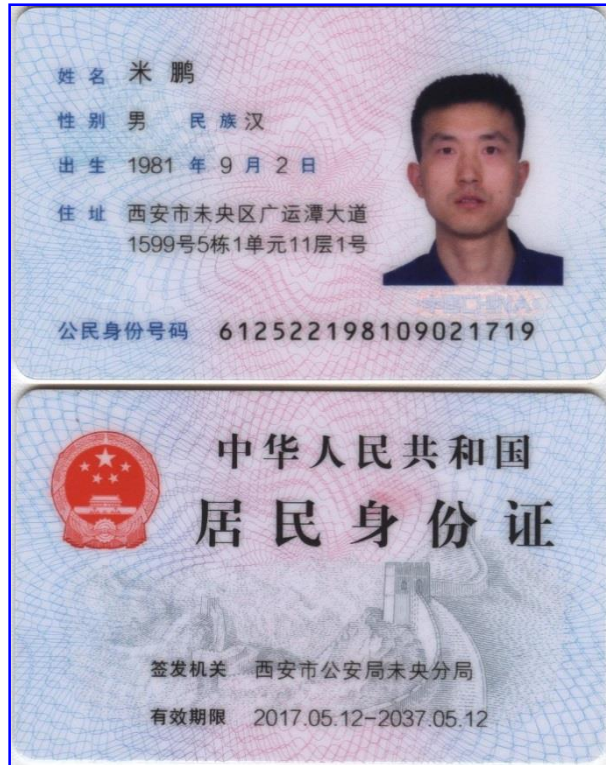 姓名 米鹏
性别 男 民族 汉
出生 1981 年 9 月 2 日
住址 西安市未央区广运潭大道
1599号5栋1单元11层1号
公民身份号码 612522198109021719
中华人民共和国
居民身份证
签发机关 西安市公安局未央分局
有效期限 2017.05.12-2037.05.12